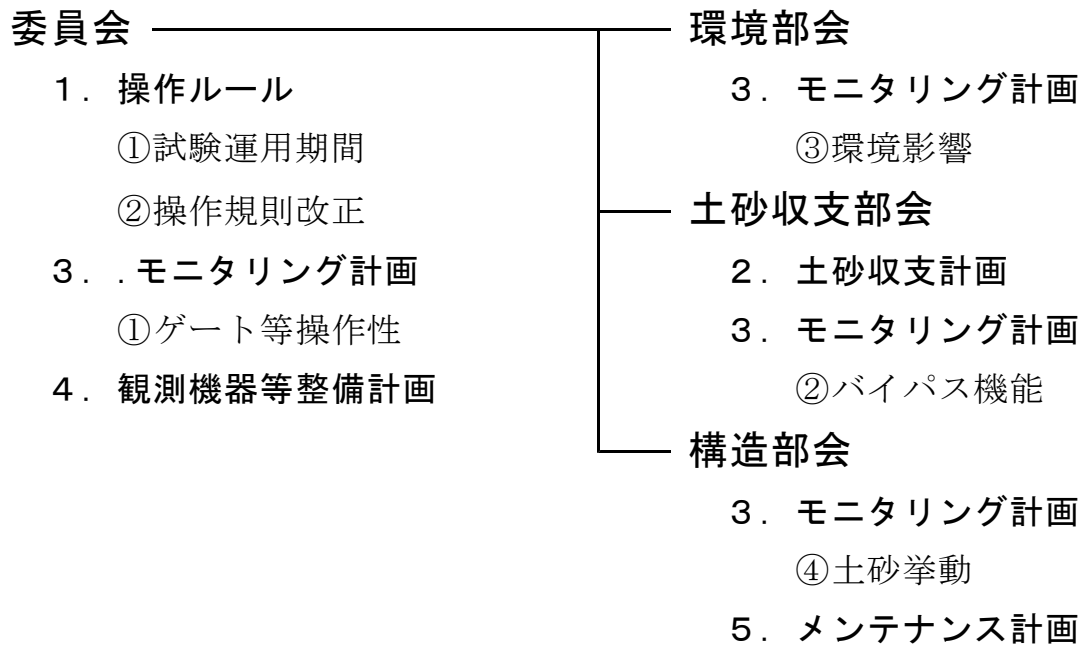 委員会
１．操作ルール
①試験運用期間
②操作規則改正
３．．モニタリング計画
①ゲート等操作性
４．観測機器等整備計画
環境部会
３．モニタリング計画
③環境影響
土砂収支部会
２．土砂収支計画
３．モニタリング計画
②バイパス機能
構造部会
３．モニタリング計画
④土砂挙動
５．メンテナンス計画